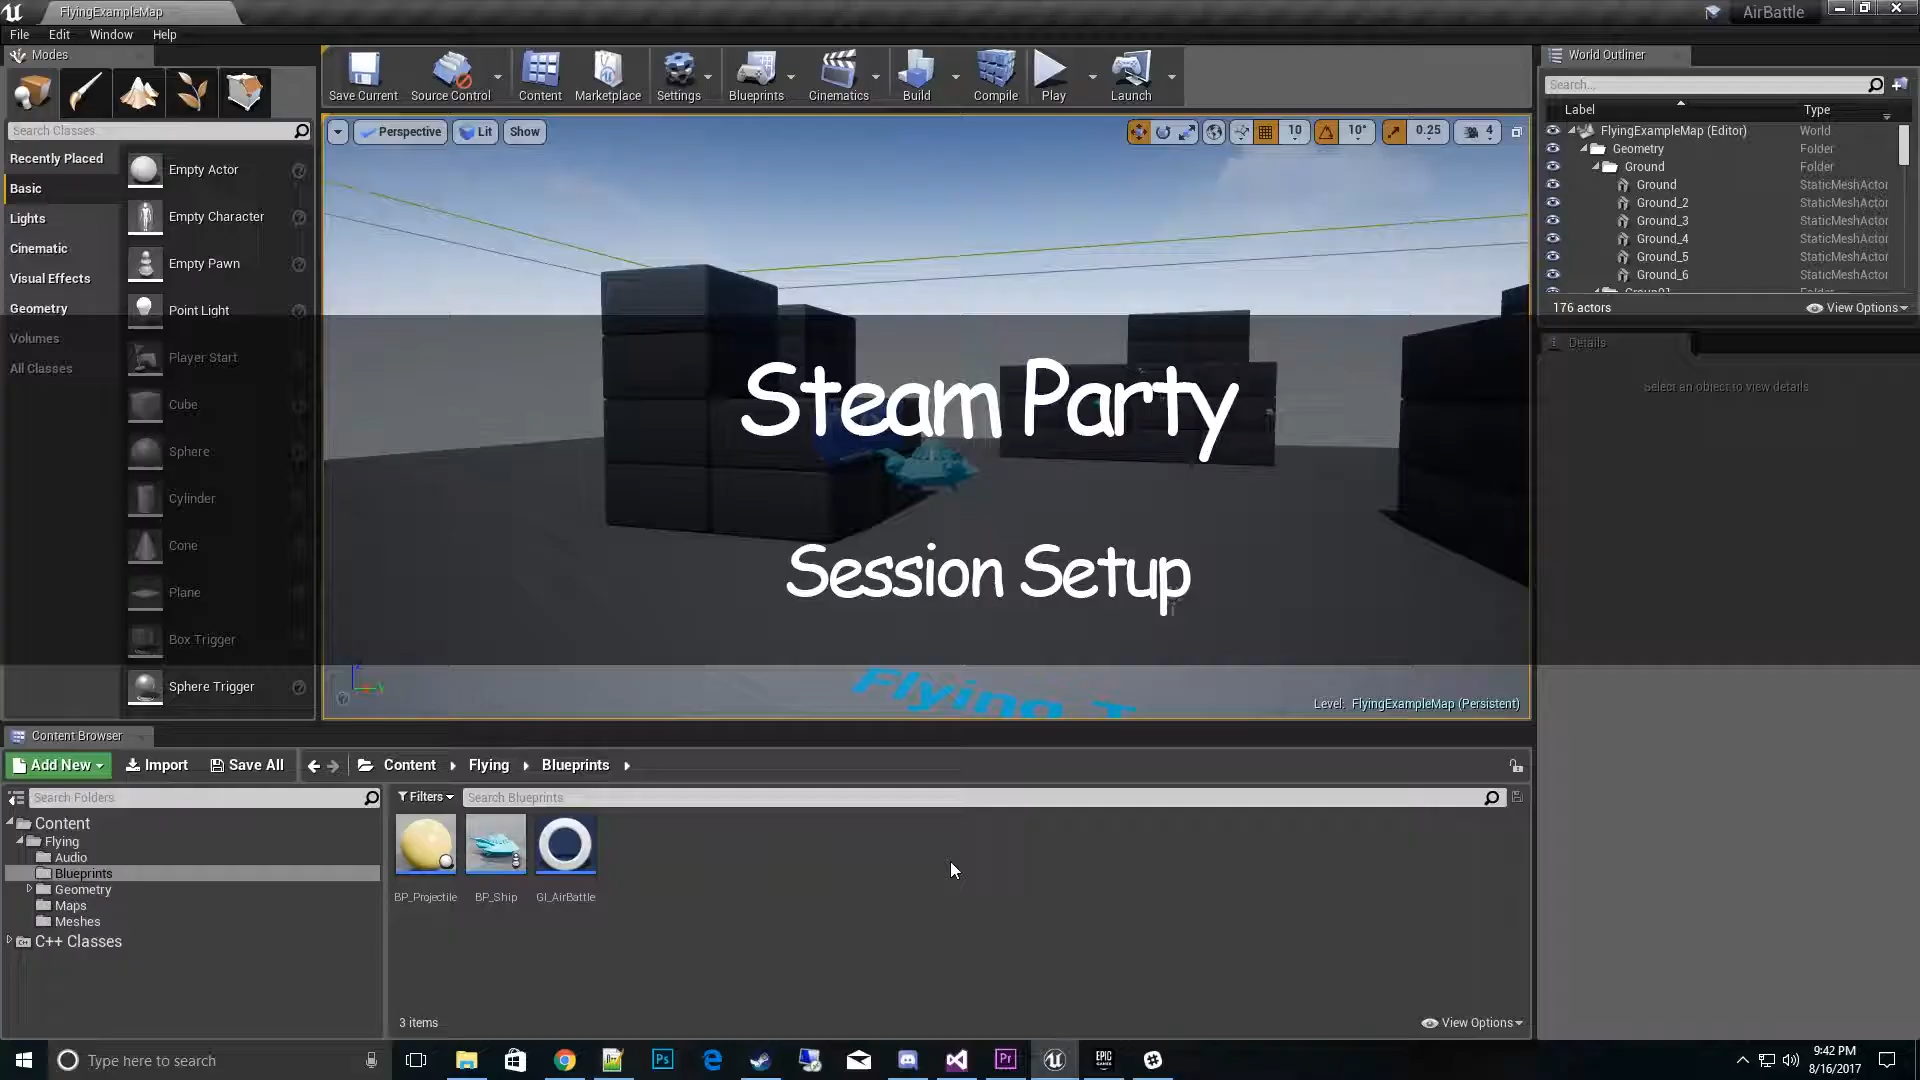 FlyingExampleMap
AirBattle
File Edit Window Help
Modes
Save Current Source Control Content Marketplace Settings Blueprints Cinematics Build Compile Play Launch
World Outliner
Search...
Label Type
Search Classes
Perspective Lit Show 10 10° 0.25 4
Recently Placed
Basic
Lights
Cinematic
Visual Effects
Geometry
Volumes
All Classes
Empty Actor
Empty Character
Empty Pawn
Point Light
Player Start
Cube
Sphere
Cylinder
Cone
Plane
Box Trigger
Sphere Trigger
FlyingExampleMap (Editor) World
Geometry Folder
Ground Folder
Ground StaticMeshActor
Ground_2 StaticMeshActor
Ground_3 StaticMeshActor
Ground_4 StaticMeshActor
Ground_5 StaticMeshActor
Ground_6 StaticMeshActor
176 actors View Options
Details
Select an object to view details
Steam Party
Session Setup
Flying T
Level: FlyingExampleMap (Persistent)
Content Browser
Add New Import Save All Content Flying Blueprints
Search Folders
Filters Search Blueprints
Content
Flying
Audio
Blueprints
Geometry
Maps
Meshes
C++ Classes
BP_Projectile BP_Ship GI_AirBattle
3 items View Options
Type here to search
9:42 PM
8/16/2017